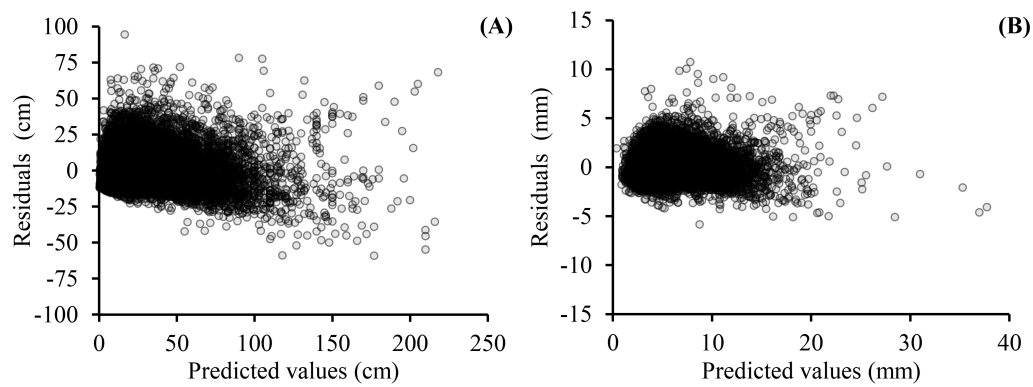 (A)
Residuals (cm)
100
75
50
25
0
-25
-50
-75
-100
0 50 100 150 200 250
Predicted values (cm)
(B)
Residuals (mm)
15
10
5
0
-5
-10
-15
0 10 20 30 40
Predicted values (mm)